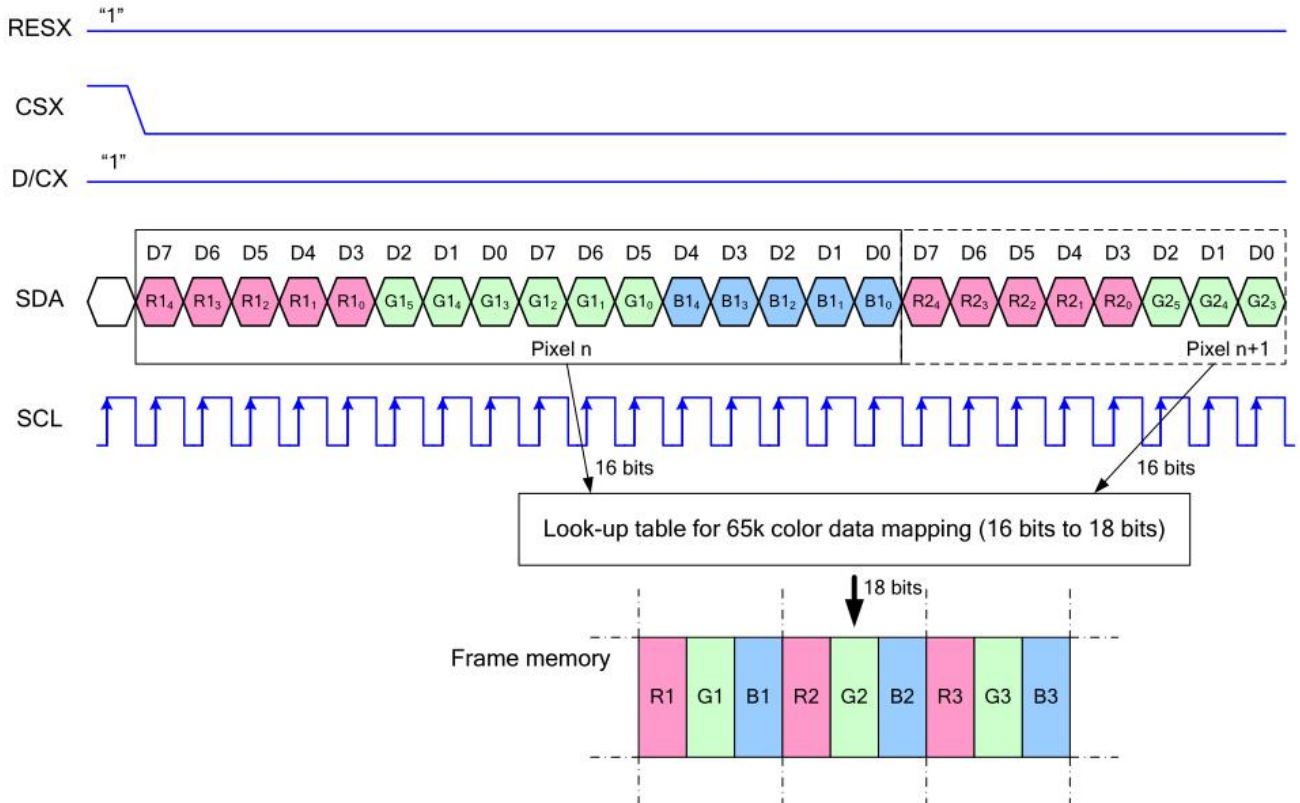 RESX “1”
CSX
D/CX “1”
D7 D6 D5 D4 D3 D2 D1 D0 D7 D6 D5 D4 D3 D2 D1 D0 D7 D6 D5 D4 D3 D2 D1 D0
SDA R1₄ R1₃ R1₂ R1₁ R1₀ G1₅ G1₄ G1₃ G1₂ G1₁ G1₀ B1₄ B1₃ B1₂ B1₁ B1₀ R2₄ R2₃ R2₂ R2₁ R2₀ G2₅ G2₄ G2₃
Pixel n Pixel n+1
SCL
16 bits 16 bits
Look-up table for 65k color data mapping (16 bits to 18 bits)
18 bits
Frame memory
R1 G1 B1 R2 G2 B2 R3 G3 B3